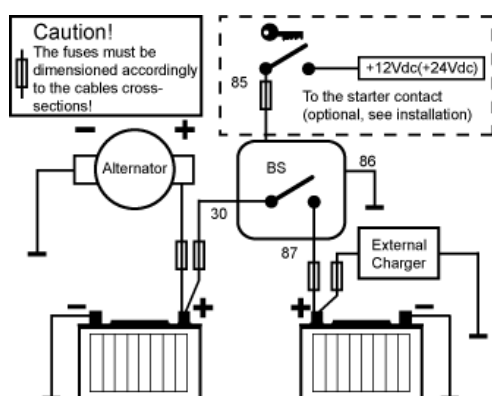 Caution!
The fuses must be
dimensioned accordingly
to the cables cross-
sections!
85
+12Vdc(+24Vdc)
To the starter contact
(optional, see installation)
- +
Alternator
BS
86
30
87
External
Charger
- +
+ -